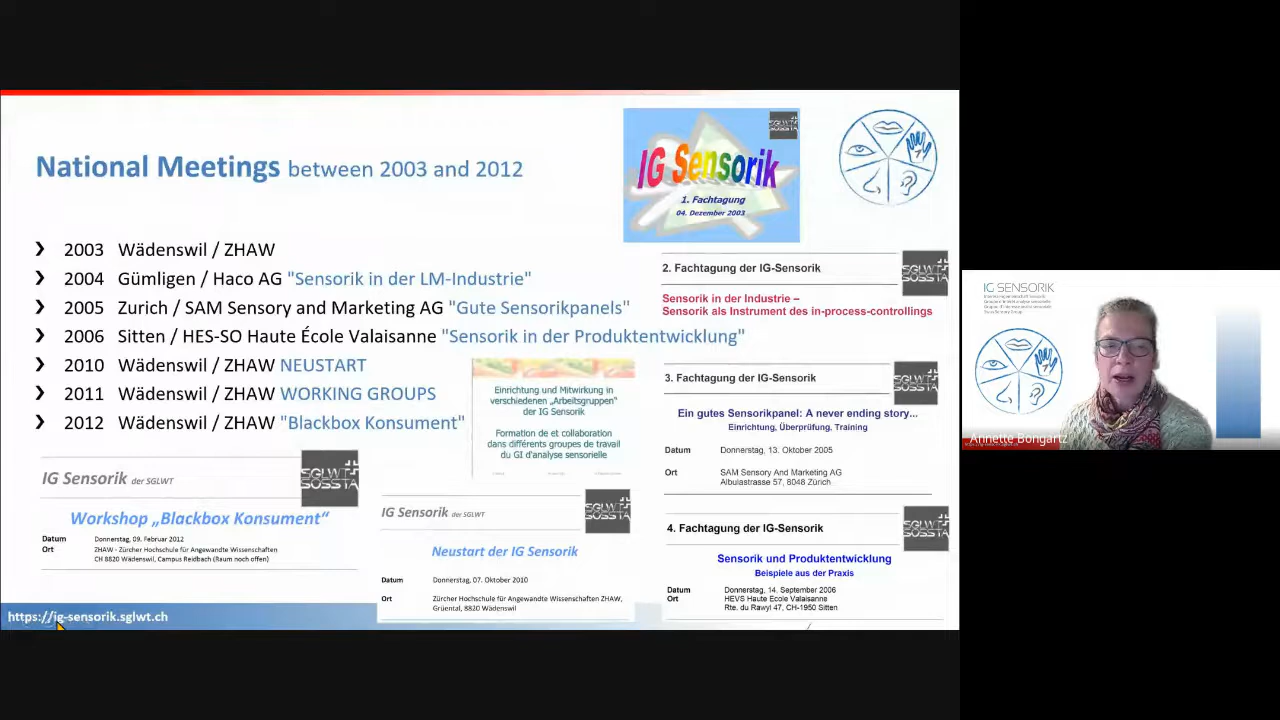 National Meetings between 2003 and 2012
❯ 2003 Wädenswil / ZHAW
❯ 2004 Gümligen / Haco AG "Sensorik in der LM-Industrie"
❯ 2005 Zurich / SAM Sensory and Marketing AG "Gute Sensorikpanels"
❯ 2006 Sitten / HES-SO Haute École Valaisanne "Sensorik in der Produktentwicklung"
❯ 2010 Wädenswil / ZHAW NEUSTART
❯ 2011 Wädenswil / ZHAW WORKING GROUPS
❯ 2012 Wädenswil / ZHAW "Blackbox Konsument"
SGLWT
SOSSTA
IG Sensorik
1. Fachtagung
04. Dezember 2003
2. Fachtagung der IG-Sensorik
SGLWT
SOSSTA
Sensorik in der Industrie –
Sensorik als Instrument des in-process-controllings
3. Fachtagung der IG-Sensorik
SGLWT
SOSSTA
Ein gutes Sensorikpanel: A never ending story...
Einrichtung, Überprüfung, Training
Datum Donnerstag, 13. Oktober 2005
Ort SAM Sensory And Marketing AG
Albulastrasse 57, 8048 Zürich
4. Fachtagung der IG-Sensorik
SGLWT
SOSSTA
Sensorik und Produktentwicklung
Beispiele aus der Praxis
Datum Donnerstag, 14. September 2006
Ort HEVS Haute Ecole Valaisanne
Rte. du Rawyl 47, CH-1950 Sitten
Einrichtung und Mitwirkung in
verschiedenen „Arbeitsgruppen"
der IG Sensorik
Formation de et collaboration
dans différents groupes de travail
du GI d'analyse sensorielle
IG Sensorik der SGLWT
SGLWT
SOSSTA
Workshop „Blackbox Konsument“
Datum Donnerstag, 09. Februar 2012
Ort ZHAW - Zürcher Hochschule für Angewandte Wissenschaften
CH 8820 Wädenswil, Campus Reidbach (Raum noch offen)
IG Sensorik der SGLWT
SGLWT
SOSSTA
Neustart der IG Sensorik
Datum Donnerstag, 07. Oktober 2010
Ort Zürcher Hochschule für Angewandte Wissenschaften ZHAW,
Grüental, 8820 Wädenswil
https://ig-sensorik.sglwt.ch
IG SENSORIK
Annette Bongartz